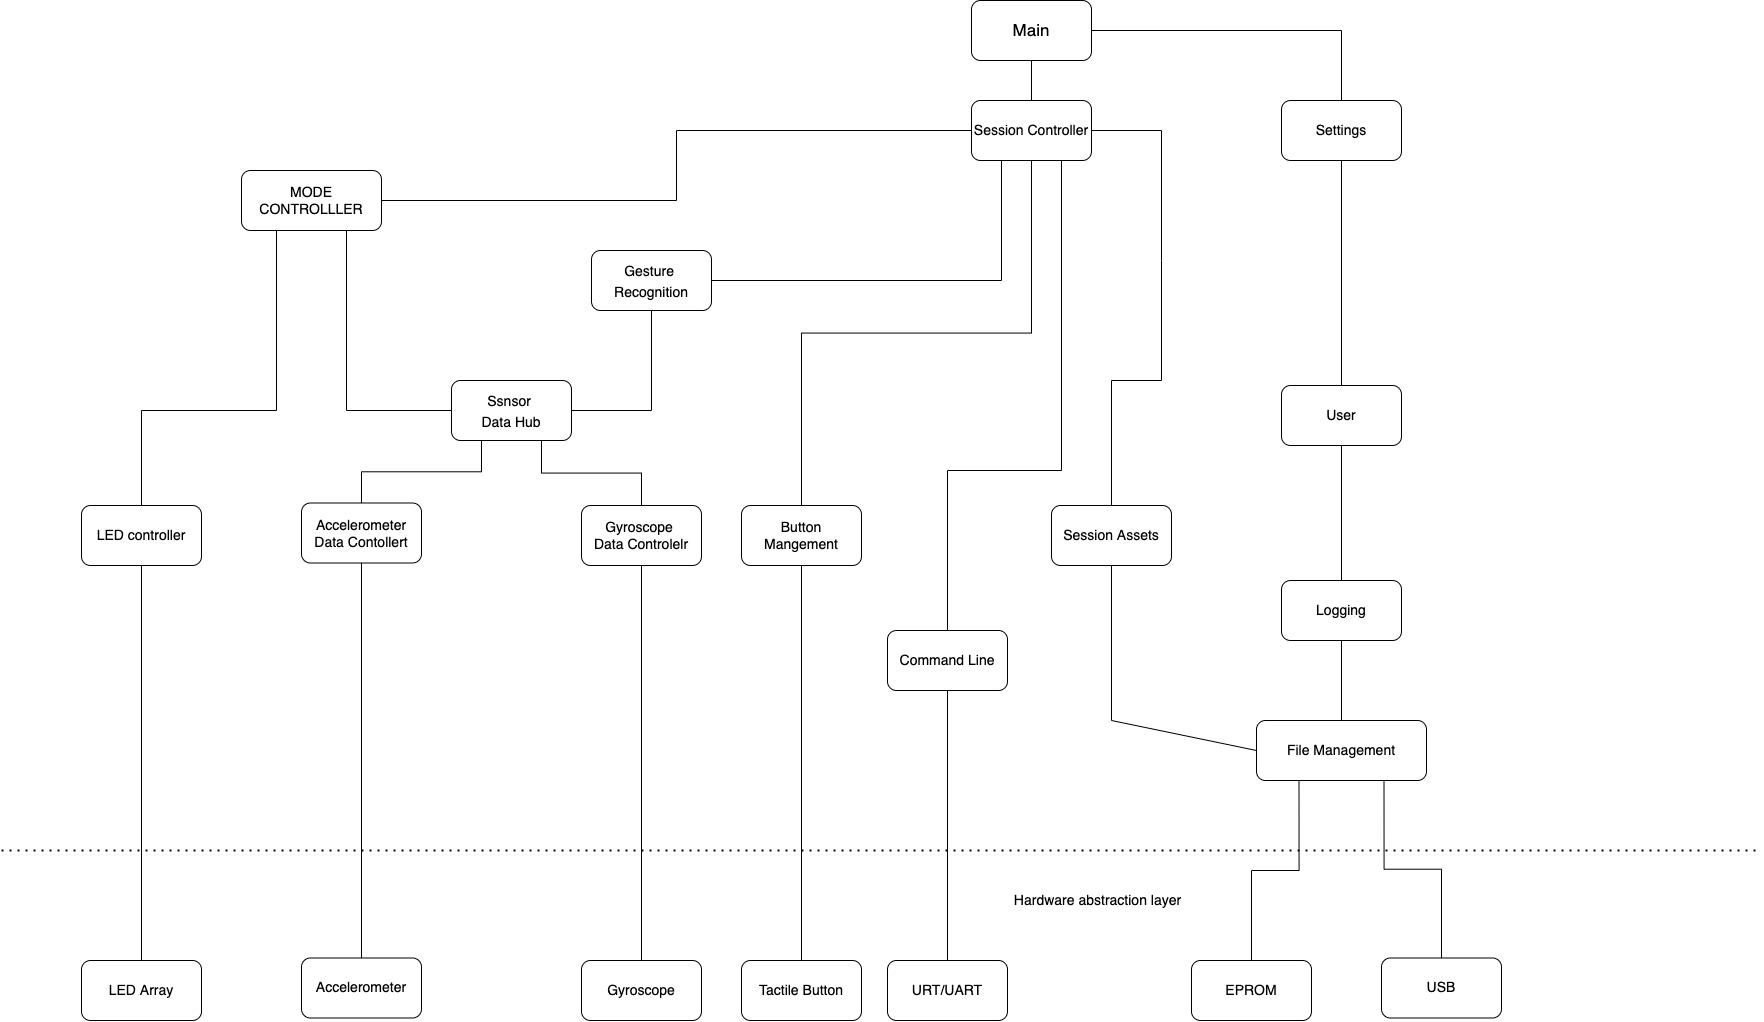 Main
Session Controller
Settings
MODE
CONTROLLLER
Gesture
Recognition
Ssnsor
Data Hub
User
LED controller
Accelerometer
Data Contollert
Gyroscope
Data Controlelr
Button
Mangement
Session Assets
Logging
Command Line
File Management
Hardware abstraction layer
LED Array
Accelerometer
Gyroscope
Tactile Button
URT/UART
EPROM
USB